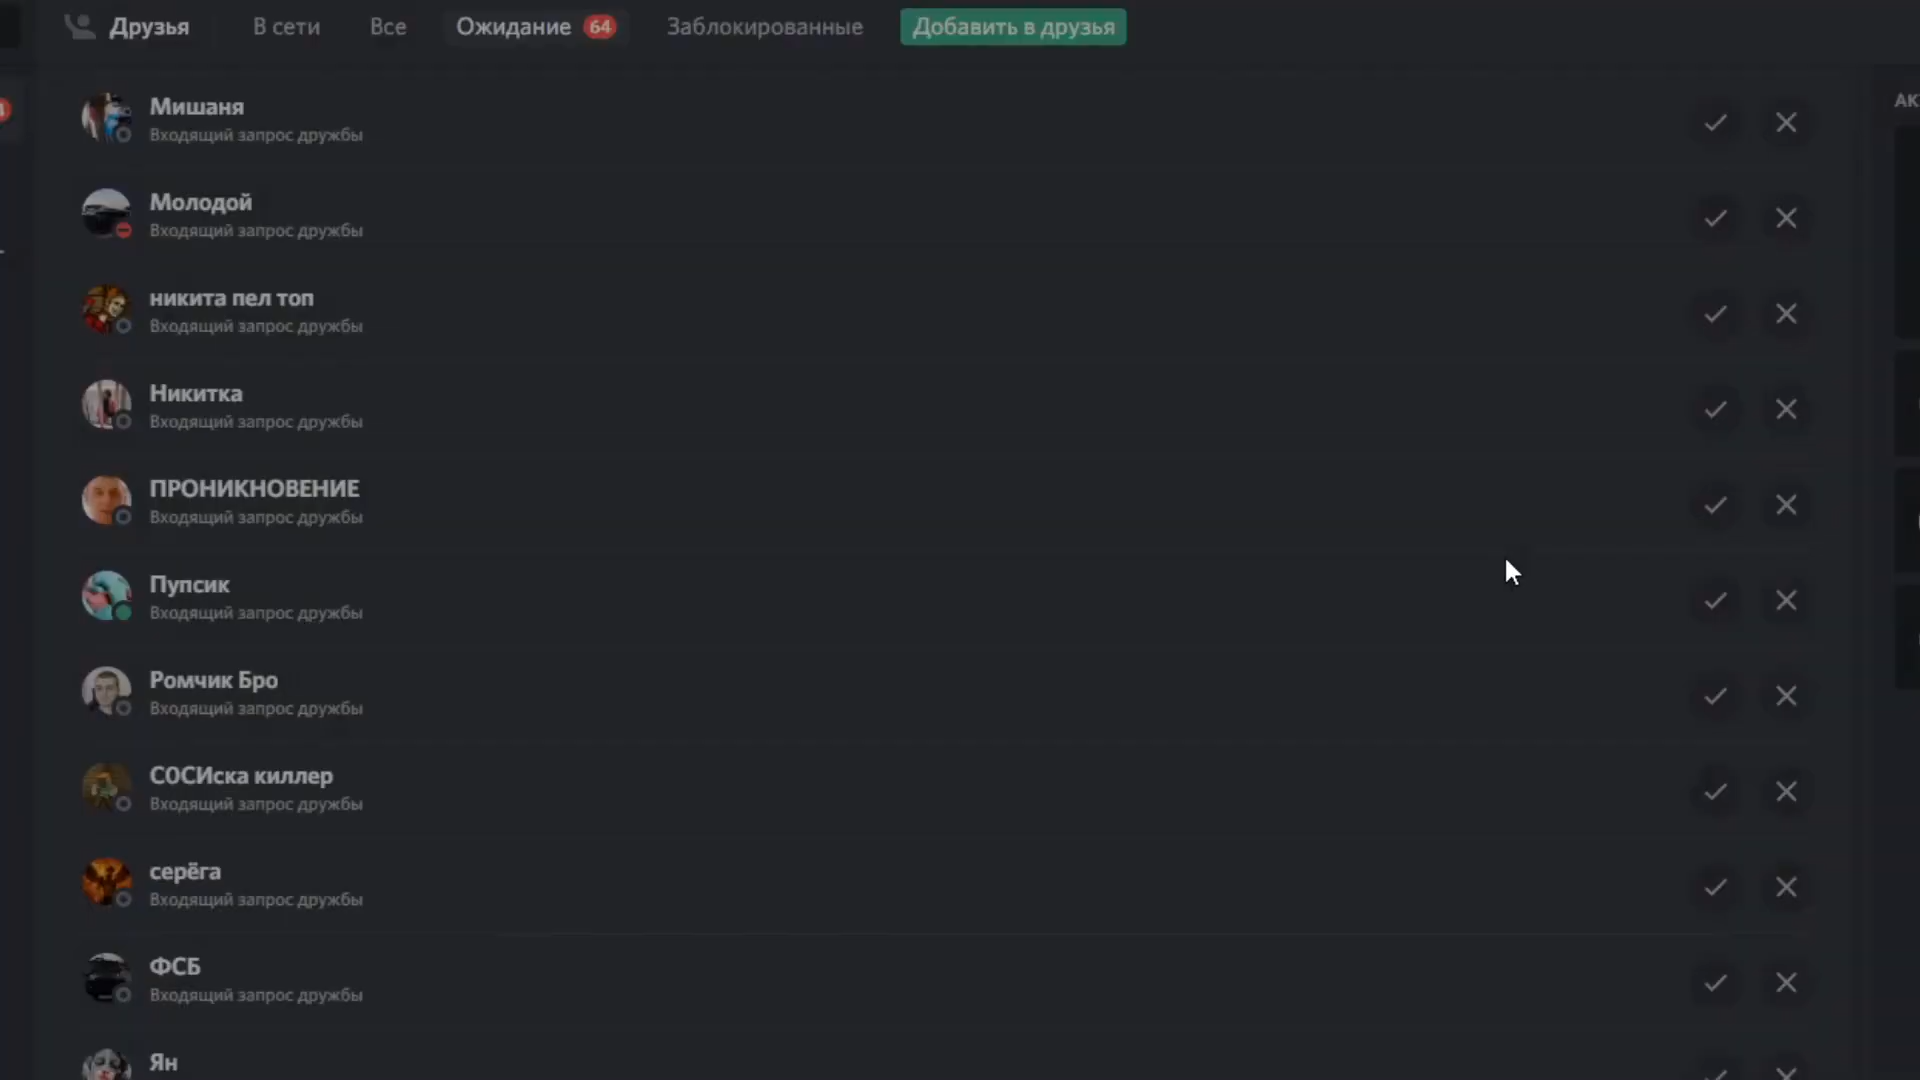 Друзья В сети Все Ожидание 64 Заблокированные Добавить в друзья
Мишаня
Входящий запрос дружбы
Молодой
Входящий запрос дружбы
никита пел топ
Входящий запрос дружбы
Никитка
Входящий запрос дружбы
ПРОНИКНОВЕНИЕ
Входящий запрос дружбы
Пупсик
Входящий запрос дружбы
Ромчик Бро
Входящий запрос дружбы
СОСИска киллер
Входящий запрос дружбы
серёга
Входящий запрос дружбы
ФСБ
Входящий запрос дружбы
Ян